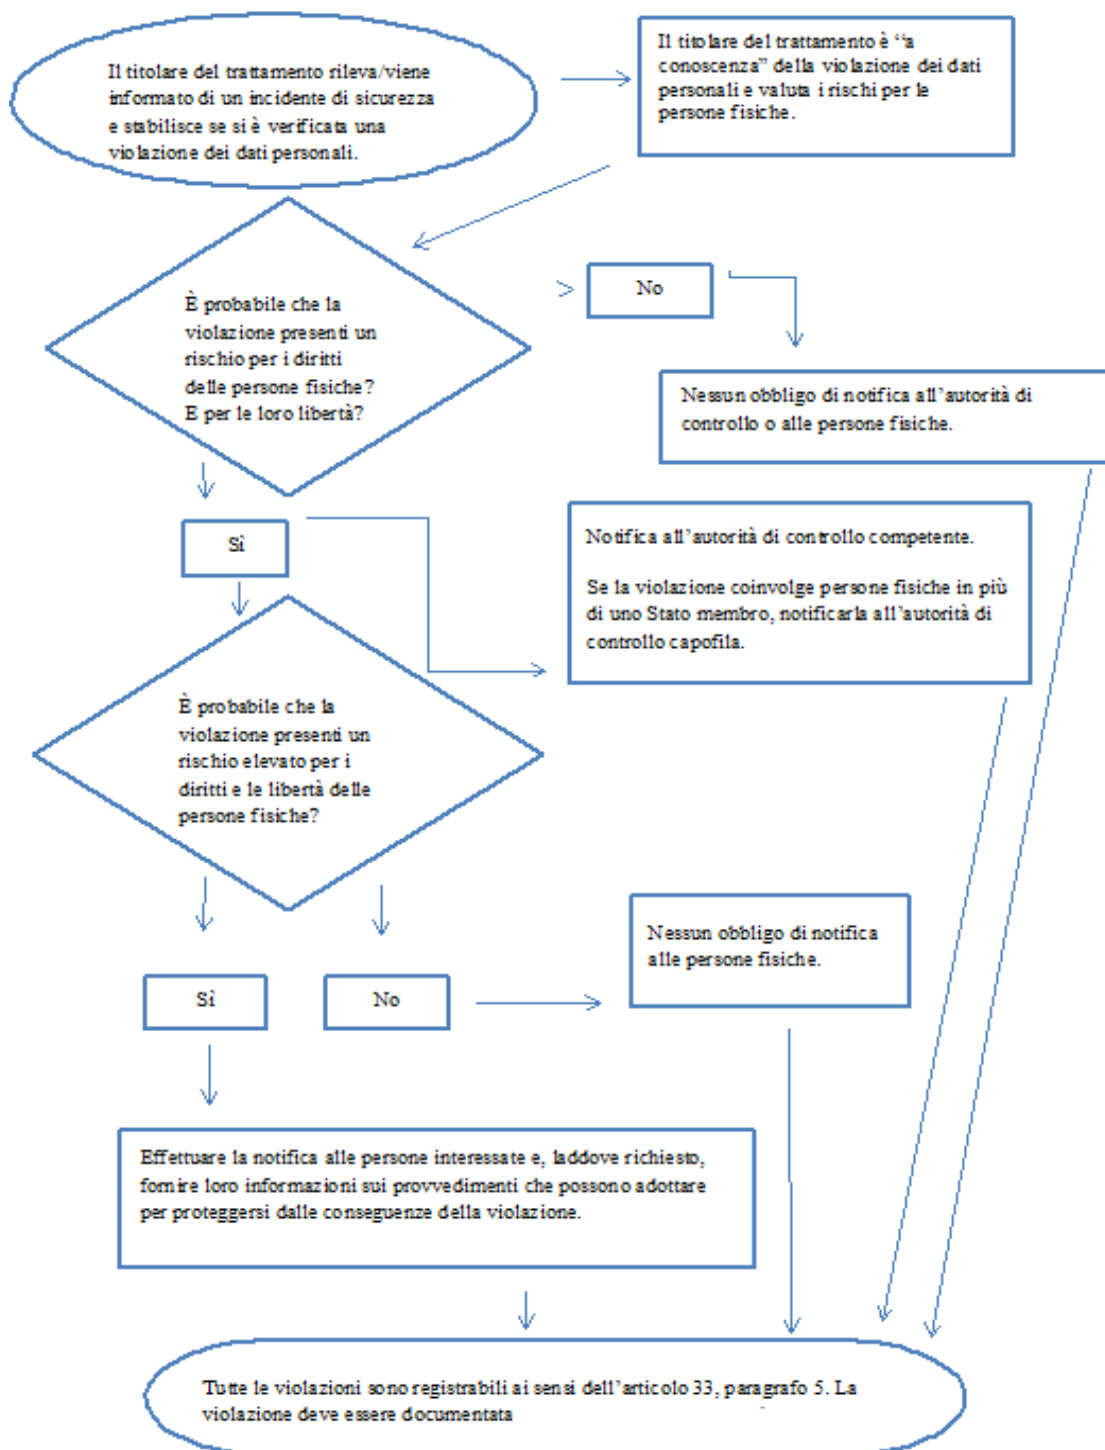 Il titolare del trattamento rileva/viene
informato di un incidente di sicurezza
e stabilisce se si è verificata una
violazione dei dati personali.
Il titolare del trattamento è ‘‘a
conoscenza” della violazione dei dati
personali e valuta i rischi per le
persone fisiche.
È probabile che la
violazione presenti un
rischio per i diritti
delle persone fisiche?
E per le loro libertà?
No
Nessun obbligo di notifica all’autorità di
controllo o alle persone fisiche.
Sì
Notifica all’autorità di controllo competente.
Se la violazione coinvolge persone fisiche in più
di uno Stato membro, notificarla all’autorità di
controllo capofila.
È probabile che la
violazione presenti un
rischio elevato per i
diritti e le libertà delle
persone fisiche?
Sì
No
Nessun obbligo di notifica
alle persone fisiche.
Effettuare la notifica alle persone interessate e, laddove richiesto,
fornire loro informazioni sui provvedimenti che possono adottare
per proteggersi dalle conseguenze della violazione.
Tutte le violazioni sono registrabili ai sensi dell’articolo 33, paragrafo 5. La
violazione deve essere documentata